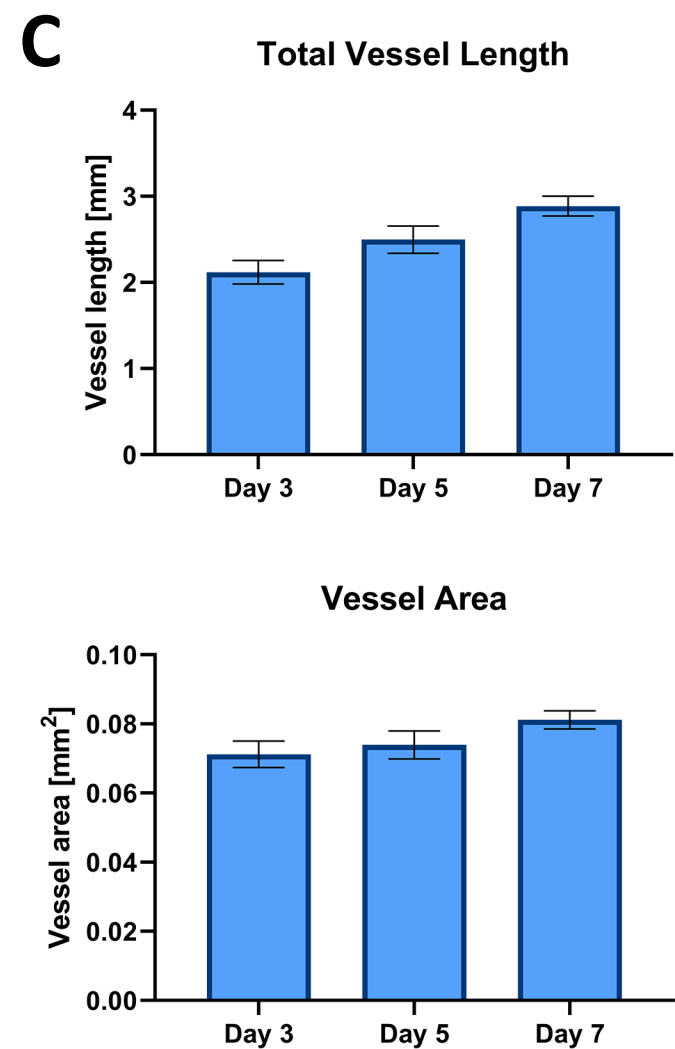 C
Total Vessel Length
Vessel length [mm]
4
3
2
1
0
Day 3 Day 5 Day 7
Vessel Area
Vessel area [mm²]
0.10
0.08
0.06
0.04
0.02
0.00
Day 3 Day 5 Day 7